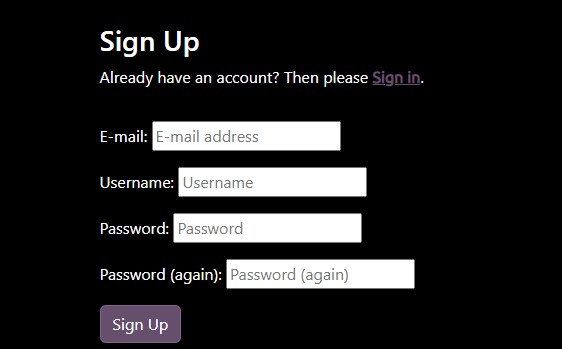 Sign Up
Already have an account? Then please Sign in.
E-mail: E-mail address
Username: Username
Password: Password
Password (again): Password (again)
Sign Up